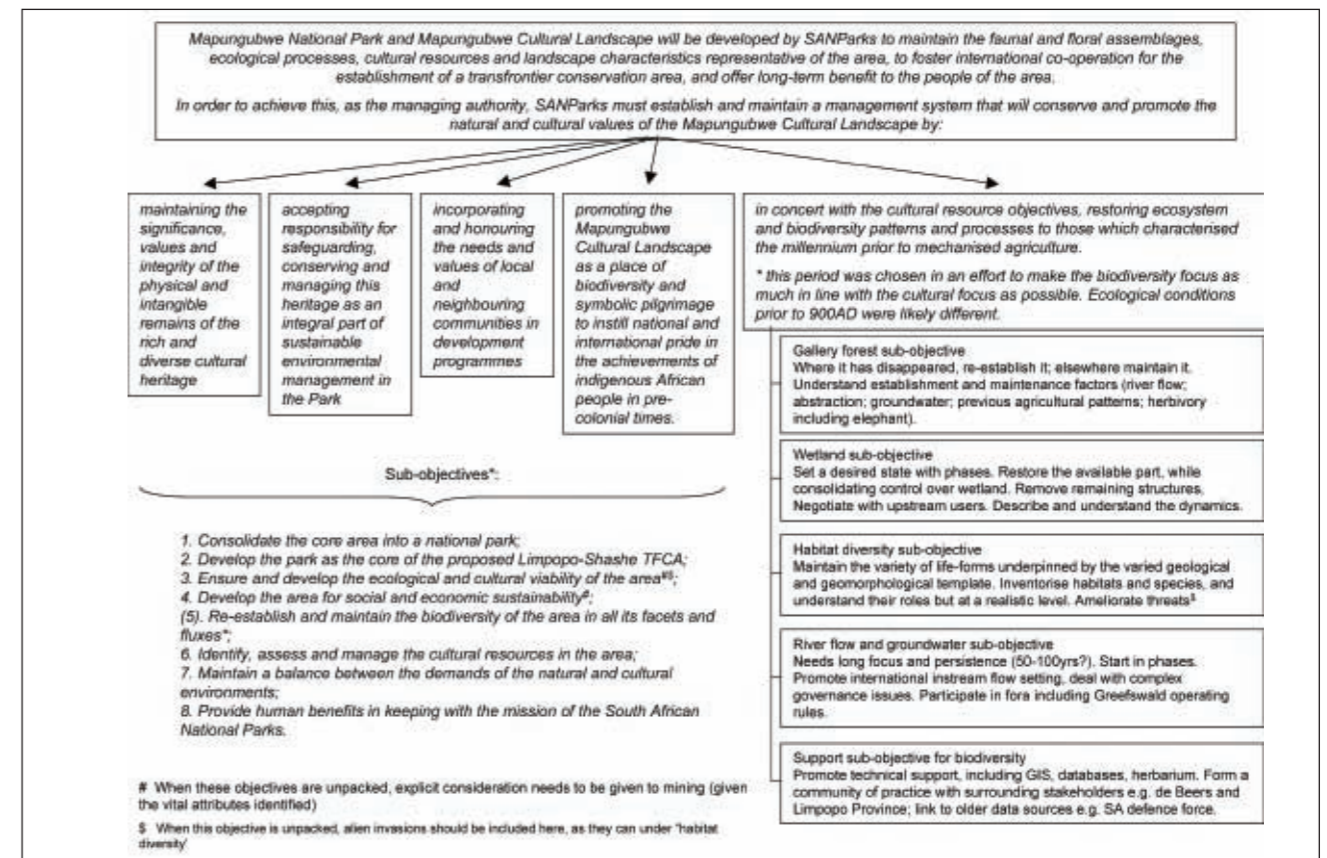 Mapungubwe National Park and Mapungubwe Cultural Landscape will be developed by SANParks to maintain the faunal and floral assemblages,
ecological processes, cultural resources and landscape characteristics representative of the area, to foster international co-operation for the
establishment of a transfrontier conservation area, and offer long-term benefit to the people of the area.
In order to achieve this, as the managing authority, SANParks must establish and maintain a management system that will conserve and promote the
natural and cultural values of the Mapungubwe Cultural Landscape by:
maintaining the
significance,
values and
integrity of the
physical and
intangible
remains of the
rich and
diverse cultural
heritage
accepting
responsibility for
safeguarding,
conserving and
managing this
heritage as an
integral part of
sustainable
environmental
management in
the Park
incorporating
and honouring
the needs and
values of local
and
neighbouring
communities in
development
programmes
promoting the
Mapungubwe
Cultural Landscape
as a place of
biodiversity and
symbolic pilgrimage
to instill national and
international pride in
the achievements of
indigenous African
people in pre-
colonial times.
in concert with the cultural resource objectives, restoring ecosystem
and biodiversity patterns and processes to those which characterised
the millennium prior to mechanised agriculture.
* this period was chosen in an effort to make the biodiversity focus as
much in line with the cultural focus as possible. Ecological conditions
prior to 900AD were likely different.
Sub-objectives*:
1. Consolidate the core area into a national park;
2. Develop the park as the core of the proposed Limpopo-Shashe TFCA;
3. Ensure and develop the ecological and cultural viability of the area#$;
4. Develop the area for social and economic sustainability#;
(5). Re-establish and maintain the biodiversity of the area in all its facets and
fluxes*;
6. Identify, assess and manage the cultural resources in the area;
7. Maintain a balance between the demands of the natural and cultural
environments;
8. Provide human benefits in keeping with the mission of the South African
National Parks.
# When these objectives are unpacked, explicit consideration needs to be given to mining (given
the vital attributes identified)
$ When this objective is unpacked, alien invasions should be included here, as they can under "habitat
diversity'
Gallery forest sub-objective
Where it has disappeared, re-establish it; elsewhere maintain it.
Understand establishment and maintenance factors (river flow;
abstraction; groundwater; previous agricultural patterns; herbivory
including elephant).
Wetland sub-objective
Set a desired state with phases. Restore the available part, while
consolidating control over wetland. Remove remaining structures.
Negotiate with upstream users. Describe and understand the dynamics.
Habitat diversity sub-objective
Maintain the variety of life-forms underpinned by the varied geological
and geomorphological template. Inventorise habitats and species, and
understand their roles but at a realistic level. Ameliorate threats$
River flow and groundwater sub-objective
Needs long focus and persistence (50-100yrs?). Start in phases.
Promote international instream flow setting, deal with complex
governance issues. Participate in fora including Greefswald operating
rules.
Support sub-objective for biodiversity
Promote technical support, including GIS, databases, herbarium. Form a
community of practice with surrounding stakeholders e.g. de Beers and
Limpopo Province; link to older data sources e.g. SA defence force.